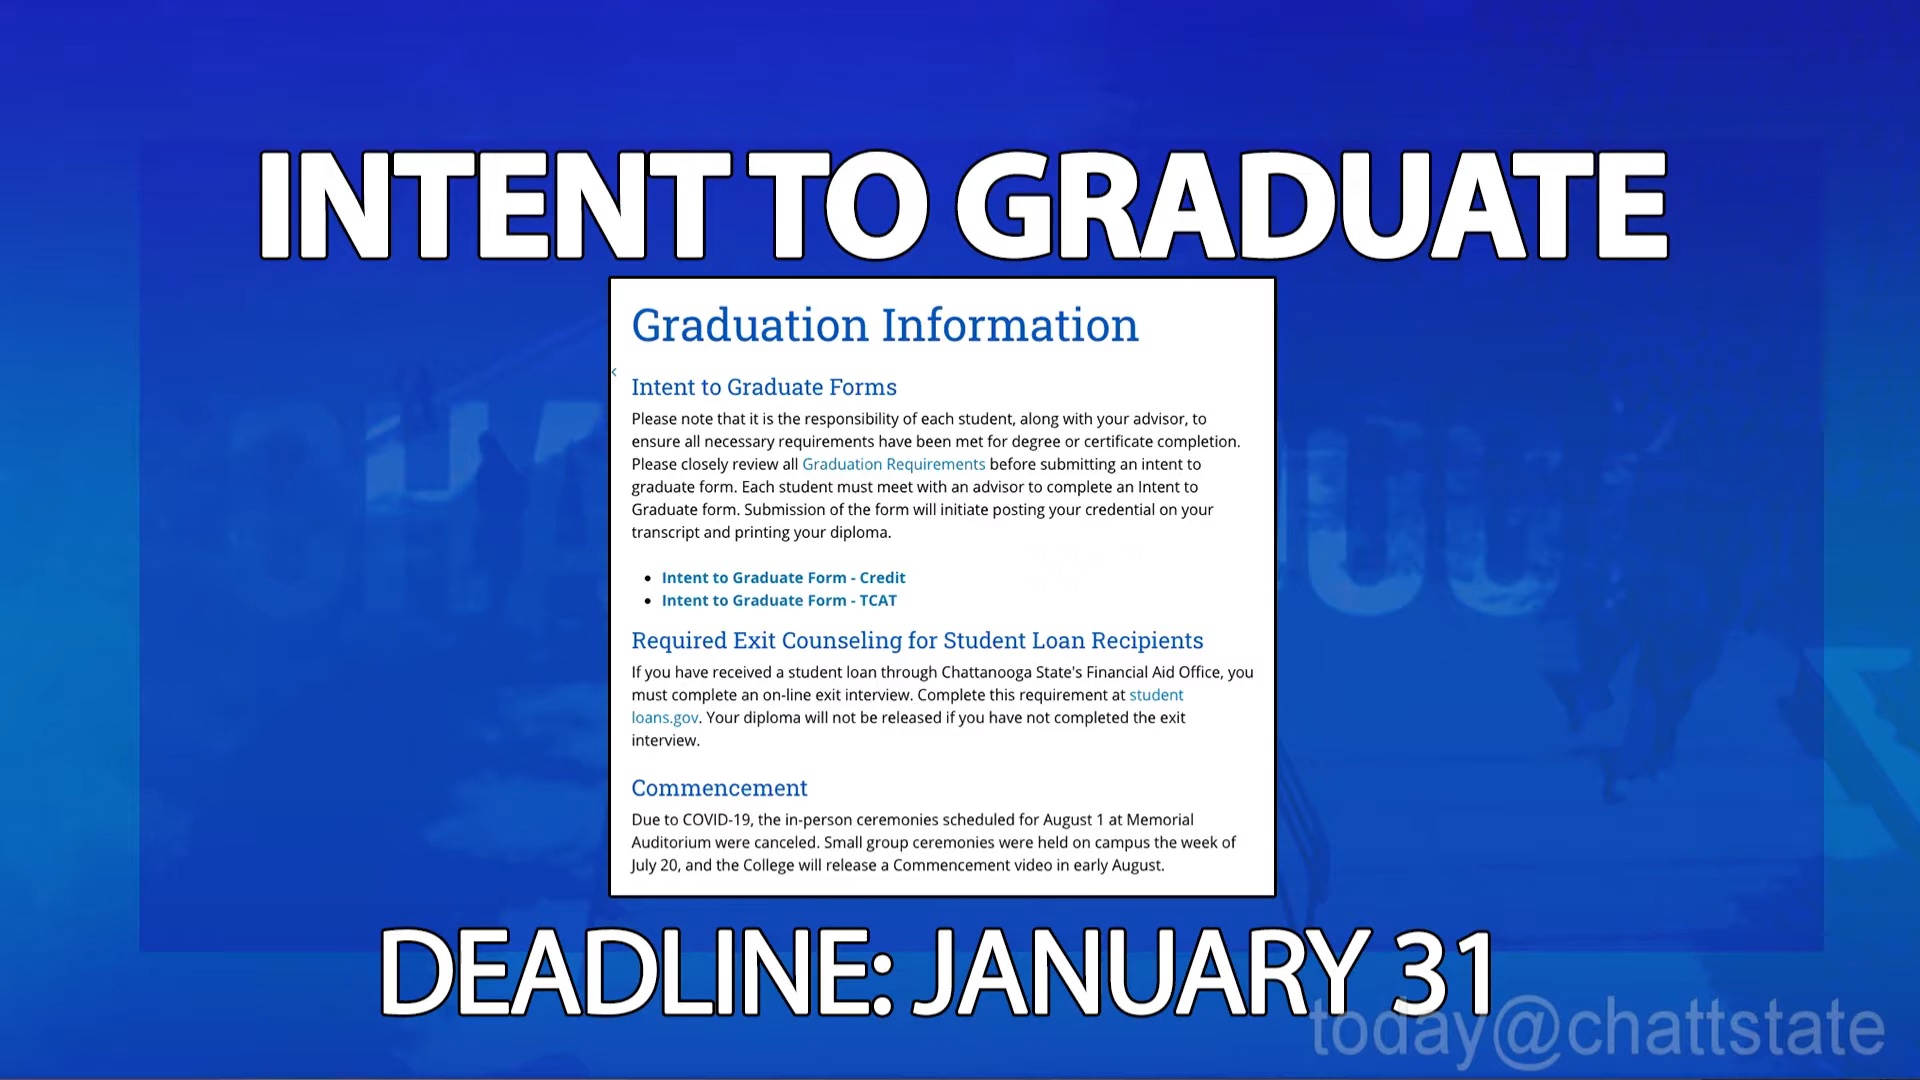 INTENT TO GRADUATE
Graduation Information
Intent to Graduate Forms
Please note that it is the responsibility of each student, along with your advisor, to
ensure all necessary requirements have been met for degree or certificate completion.
Please closely review all Graduation Requirements before submitting an intent to
graduate form. Each student must meet with an advisor to complete an Intent to
Graduate form. Submission of the form will initiate posting your credential on your
transcript and printing your diploma.
• Intent to Graduate Form - Credit
• Intent to Graduate Form - TCAT
Required Exit Counseling for Student Loan Recipients
If you have received a student loan through Chattanooga State's Financial Aid Office, you
must complete an on-line exit interview. Complete this requirement at student
loans.gov. Your diploma will not be released if you have not completed the exit
interview.
Commencement
Due to COVID-19, the in-person ceremonies scheduled for August 1 at Memorial
Auditorium were canceled. Small group ceremonies were held on campus the week of
July 20, and the College will release a Commencement video in early August.
DEADLINE: JANUARY 31
today@chattstate